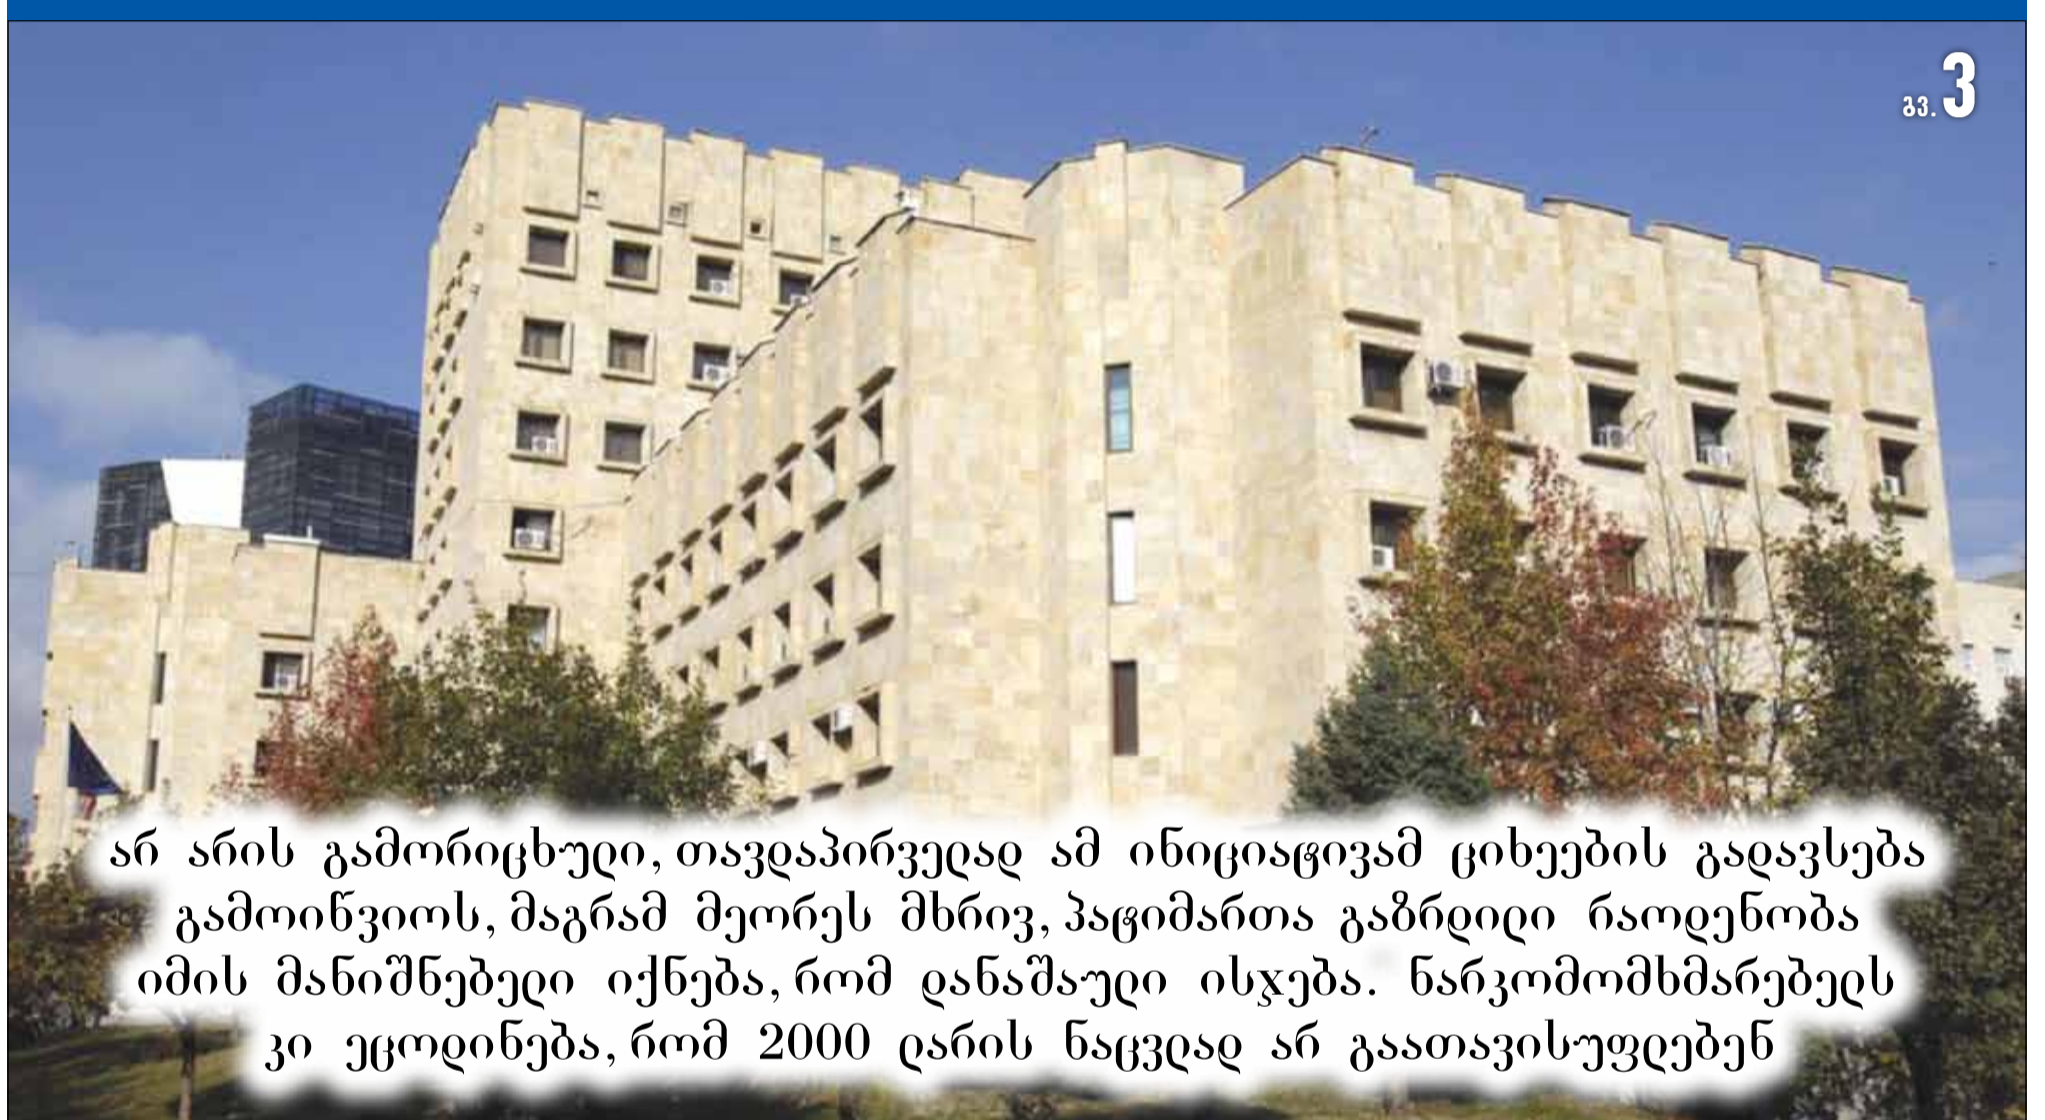 გვ. 3
არ არის გამორიცხული, თავდაპირველად ამ ინიციატივამ ციხეების გადავსება
გამოიწვიოს, მაგრამ მეორეს მხრივ, პატიმართა გაზრდილი რაოდენობა
იმის მანიშნებელი იქნება, რომ დანაშაული ისჯება. ნარკომომხმარებელს
კი ეცოდინება, რომ 2000 ლარის ნაცვლად არ გაათავისუფლებენ